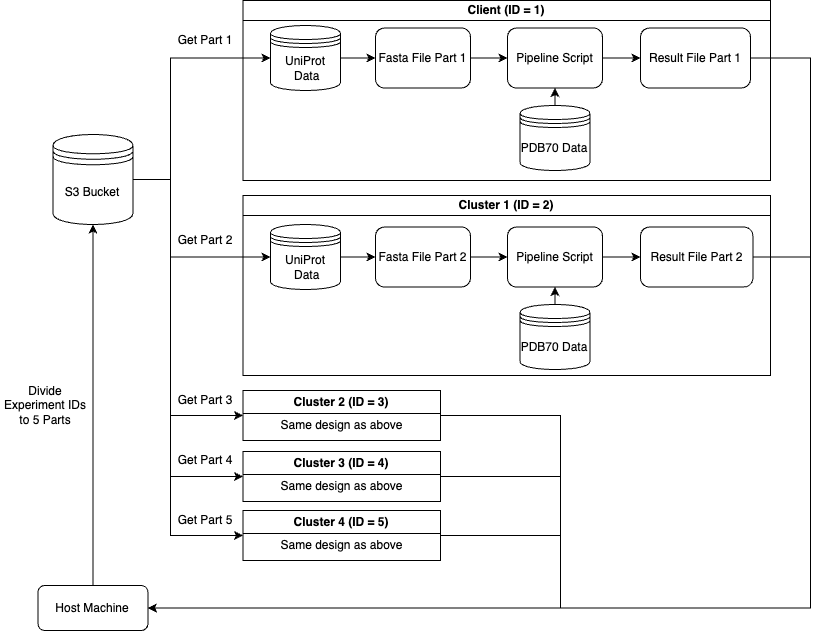 Client (ID = 1)
Get Part 1
UniProt
Data
Fasta File Part 1
Pipeline Script
Result File Part 1
PDB70 Data
S3 Bucket
Cluster 1 (ID = 2)
Get Part 2
UniProt
Data
Fasta File Part 2
Pipeline Script
Result File Part 2
PDB70 Data
Divide
Experiment IDs
to 5 Parts
Get Part 3
Cluster 2 (ID = 3)
Same design as above
Get Part 4
Cluster 3 (ID = 4)
Same design as above
Get Part 5
Cluster 4 (ID = 5)
Same design as above
Host Machine